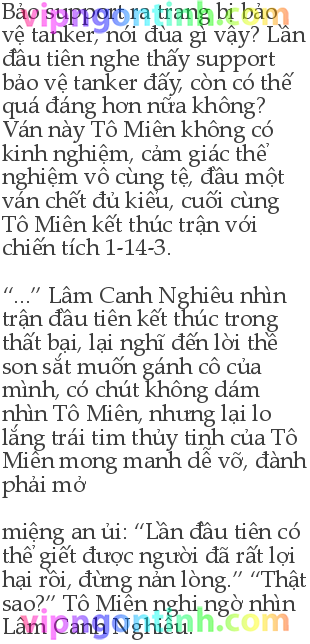 Bảo support ra trang bị bảo
vipngontinh.com
vệ tanker, nói đùa gì vậy? Lần
đầu tiên nghe thấy support
bảo vệ tanker đấy, còn có thể
quá đáng hơn nữa không?
Ván này Tô Miên không có
kinh nghiệm, cảm giác thể
nghiệm vô cùng tệ, đầu một
ván chết đủ kiểu, cuối cùng
Tô Miên kết thúc trận với
chiến tích 1-14-3.
“...” Lâm Canh Nghiêu nhìn
trận đầu tiên kết thúc trong
thất bại, lại nghĩ đến lời thề
son sắt muốn gánh cô của
mình, có chút không dám
nhìn Tô Miên, nhưng lại lo
lắng trái tim thủy tinh của Tô
Miên mong manh dễ vỡ, đành
phải mở
miệng an ủi: “Lần đầu tiên có
thể giết được người đã rất lợi
hại rồi, đừng nản lòng.” “Thật
sao?” Tô Miên nghi ngờ nhìn
Lâm Canh Nghiêu.
vipngontinh.com